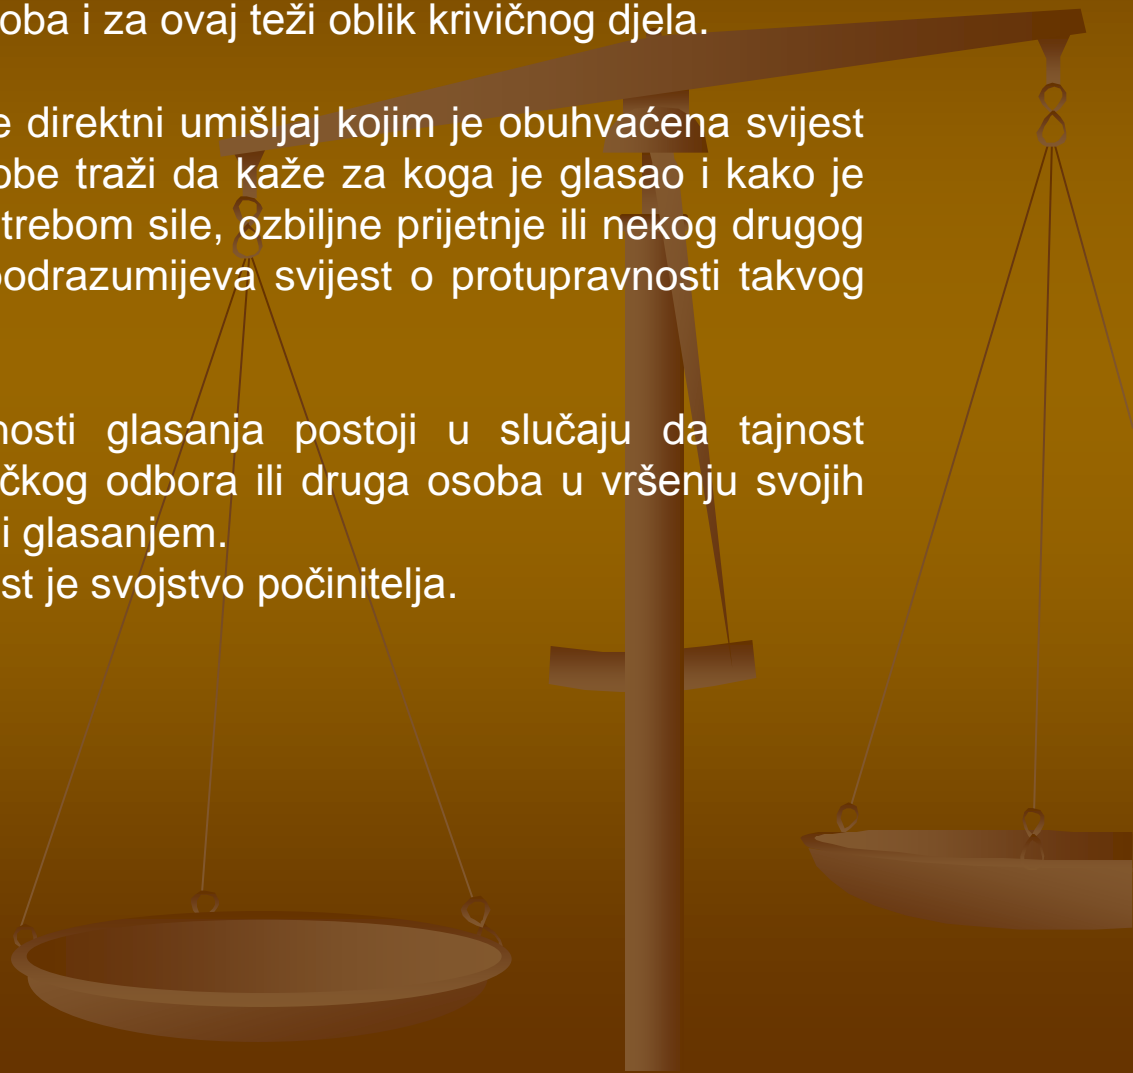 oba i za ovaj teži oblik krivičnog djela.
e direktni umišljaj kojim je obuhvaćena svijest
obe traži da kaže za koga je glasao i kako je
trebom sile, ozbiljne prijetnje ili nekog drugog
podrazumijeva svijest o protupravnosti takvog
nosti glasanja postoji u slučaju da tajnost
čkog odbora ili druga osoba u vršenju svojih
i glasanjem.
st je svojstvo počinitelja.